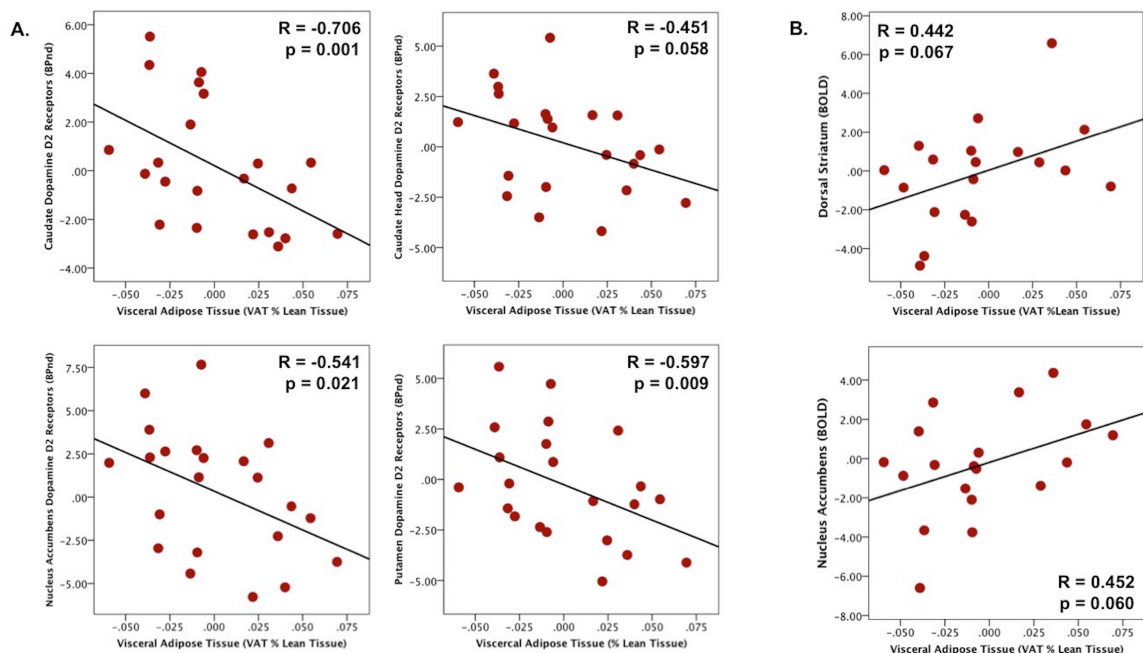 A.
R = -0.706
p = 0.001
Caudate Dopamine D2 Receptors (BPnd)
6.00
4.00
2.00
.00
-2.00
-4.00
-.050 -.025 .000 .025 .050 .075
Visceral Adipose Tissue (VAT % Lean Tissue)
R = -0.451
p = 0.058
Caudate Head Dopamine D2 Receptors (BPnd)
5.00
2.50
.00
-2.50
-5.00
-.050 -.025 .000 .025 .050 .075
Visceral Adipose Tissue (VAT % Lean Tissue)
B.
R = 0.442
p = 0.067
Dorsal Striatum (BOLD)
8.00
6.00
4.00
2.00
.00
-2.00
-4.00
-.050 -.025 .000 .025 .050 .075
Visceral Adipose Tissue (VAT %Lean Tissue)
R = -0.541
p = 0.021
Nucleus Accumbens Dopamine D2 Receptors (BPnd)
7.50
5.00
2.50
.00
-2.50
-5.00
-.050 -.025 .000 .025 .050 .075
Visceral Adipose Tissue (VAT % Lean Tissue)
R = -0.597
p = 0.009
Putamen Dopamine D2 Receptors (BPnd)
5.00
2.50
.00
-2.50
-5.00
-.050 -.025 .000 .025 .050 .075
Viscercal Adipose Tissue (% Lean Tissue)
Nucleus Accumbens (BOLD)
4.00
2.00
.00
-2.00
-4.00
-6.00
-8.00
R = 0.452
p = 0.060
-.050 -.025 .000 .025 .050 .075
Visceral Adipose Tissue (VAT % Lean Tissue)